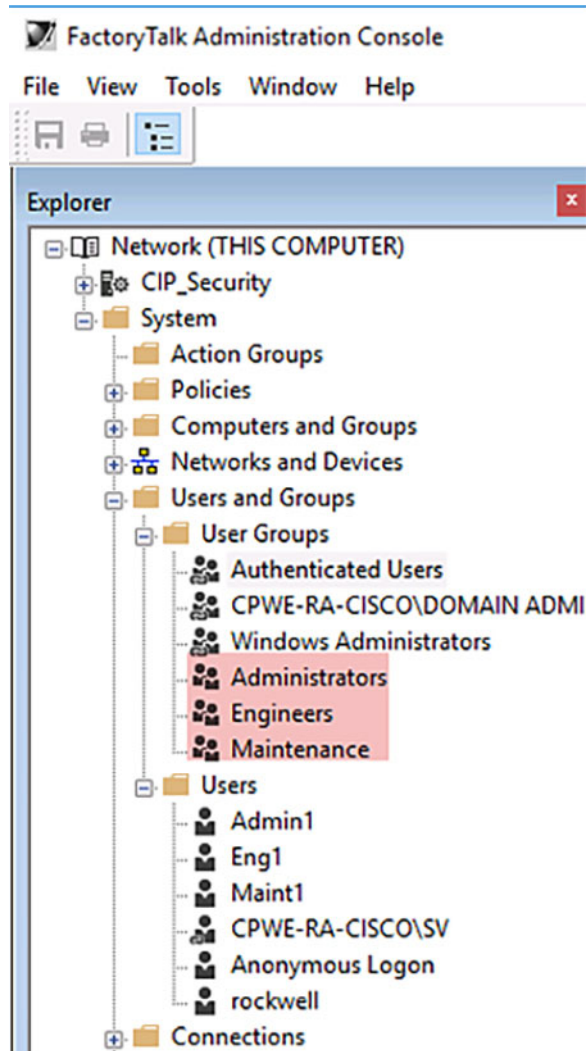 FactoryTalk Administration Console
File View Tools Window Help
Explorer
Network (THIS COMPUTER)
CIP_Security
System
Action Groups
Policies
Computers and Groups
Networks and Devices
Users and Groups
User Groups
Authenticated Users
CPWE-RA-CISCO\DOMAIN ADMI
Windows Administrators
Administrators
Engineers
Maintenance
Users
Admin1
Eng1
Maint1
CPWE-RA-CISCO\SV
Anonymous Logon
rockwell
Connections